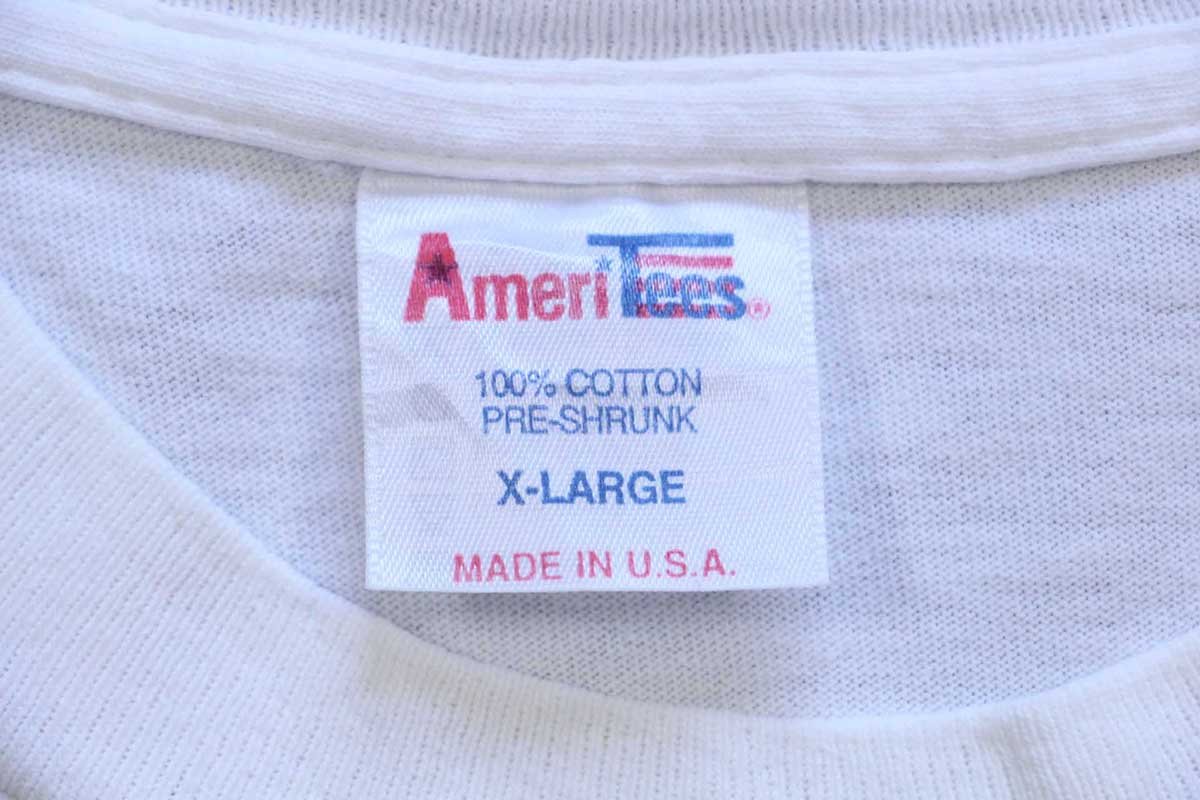 AmeriTees®
100% COTTON
PRE-SHRUNK
X-LARGE
MADE IN U.S.A.